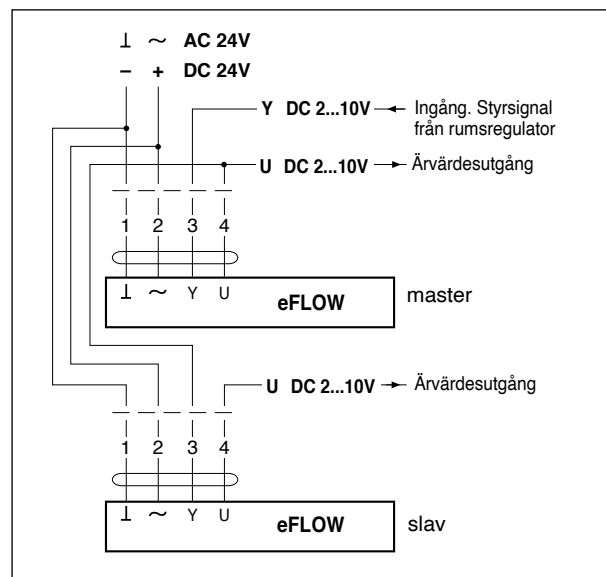 ⊥ ~ AC 24V
– + DC 24V
Y DC 2...10V Ingång. Styrsignal
från rumsregulator
U DC 2...10V Ärvärdesutgång
1 2 3 4
⊥ ~ Y U eFLOW master
U DC 2...10V Ärvärdesutgång
1 2 3 4
⊥ ~ Y U eFLOW slav